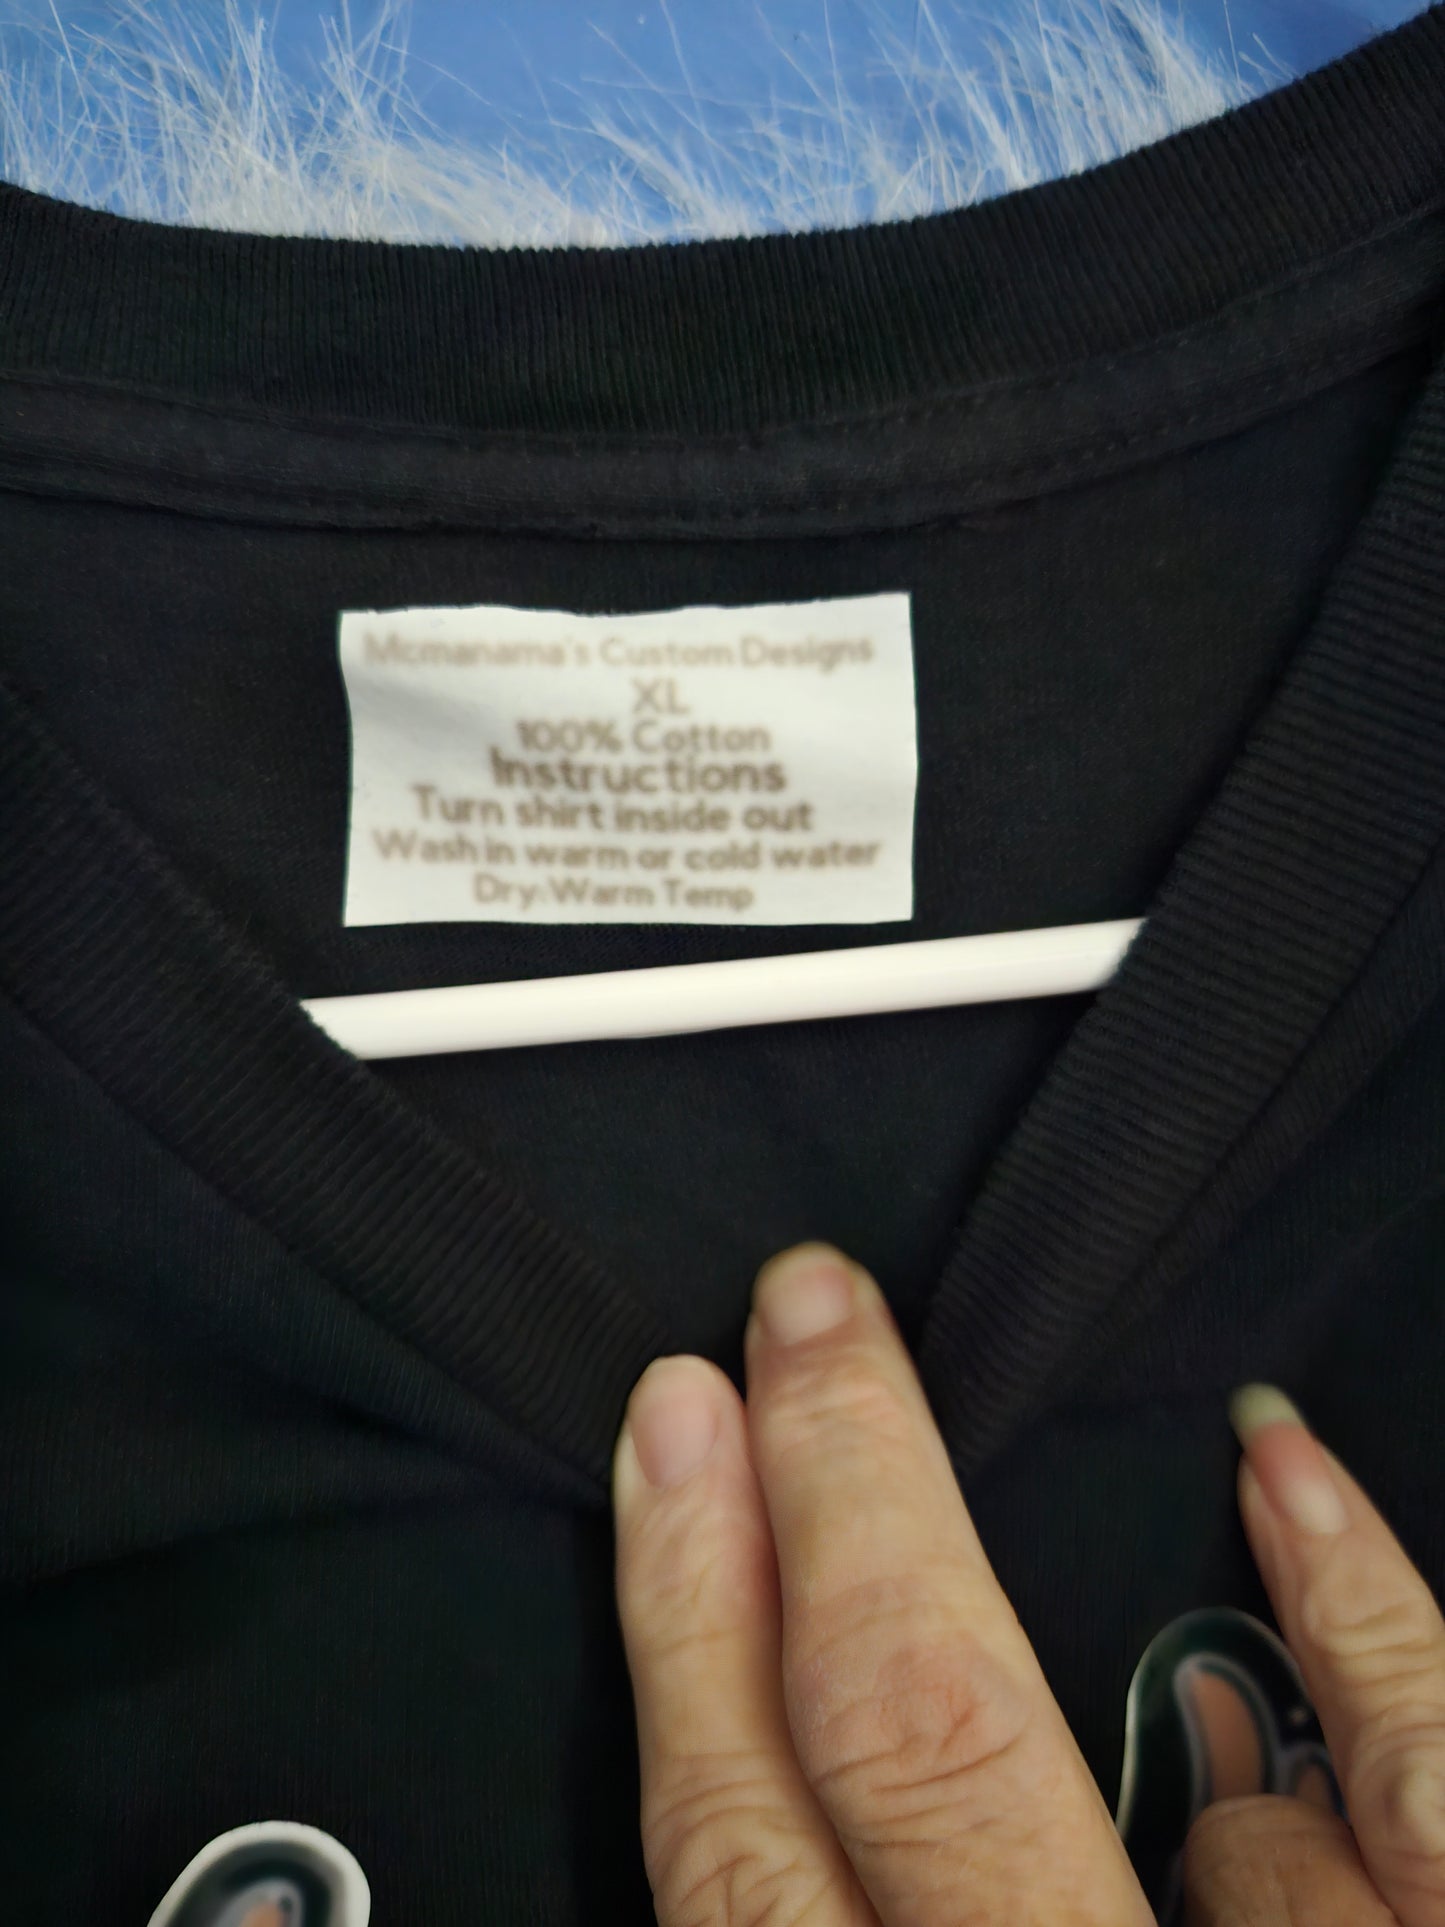 Mcmanama's Custom Designs
XL
100% Cotton
Instructions
Turn shirt inside out
Wash in warm or cold water
Dry: Warm Temp